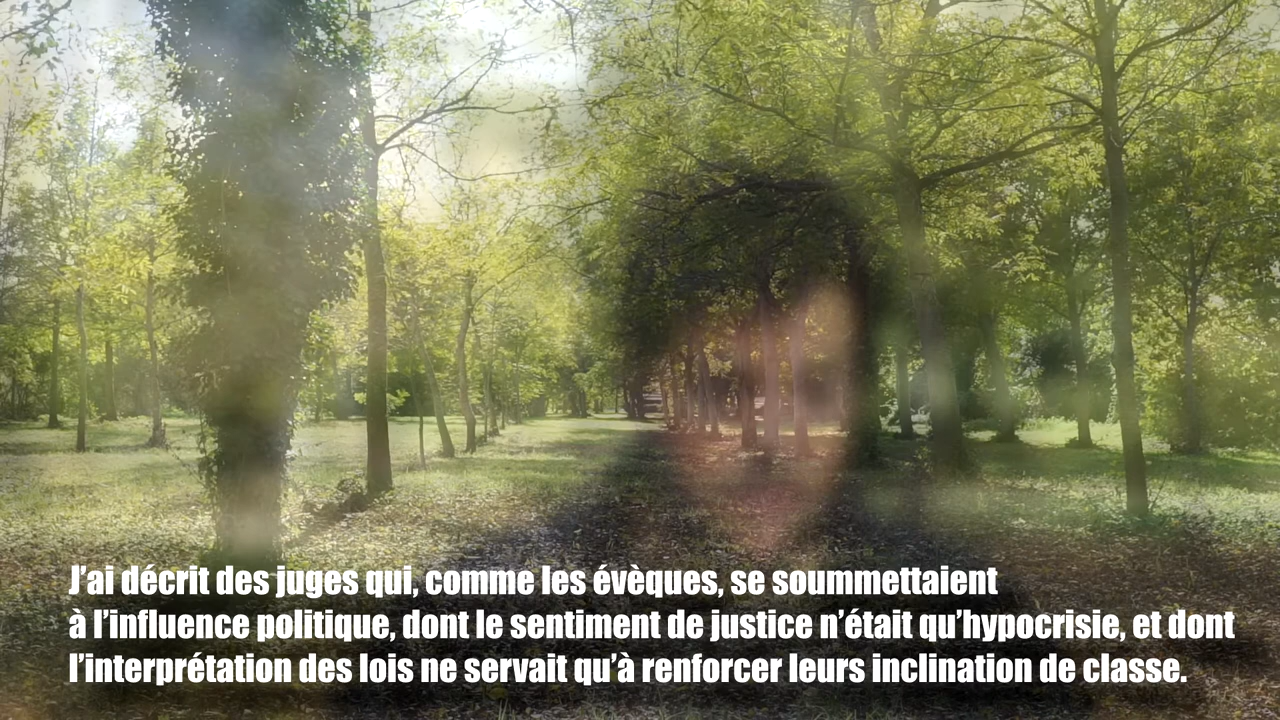 J’ai décrit des juges qui, comme les évèques, se soummettaient
à l’influence politique, dont le sentiment de justice n’était qu’hypocrisie, et dont
l’interprétation des lois ne servait qu’à renforcer leurs inclination de classe.